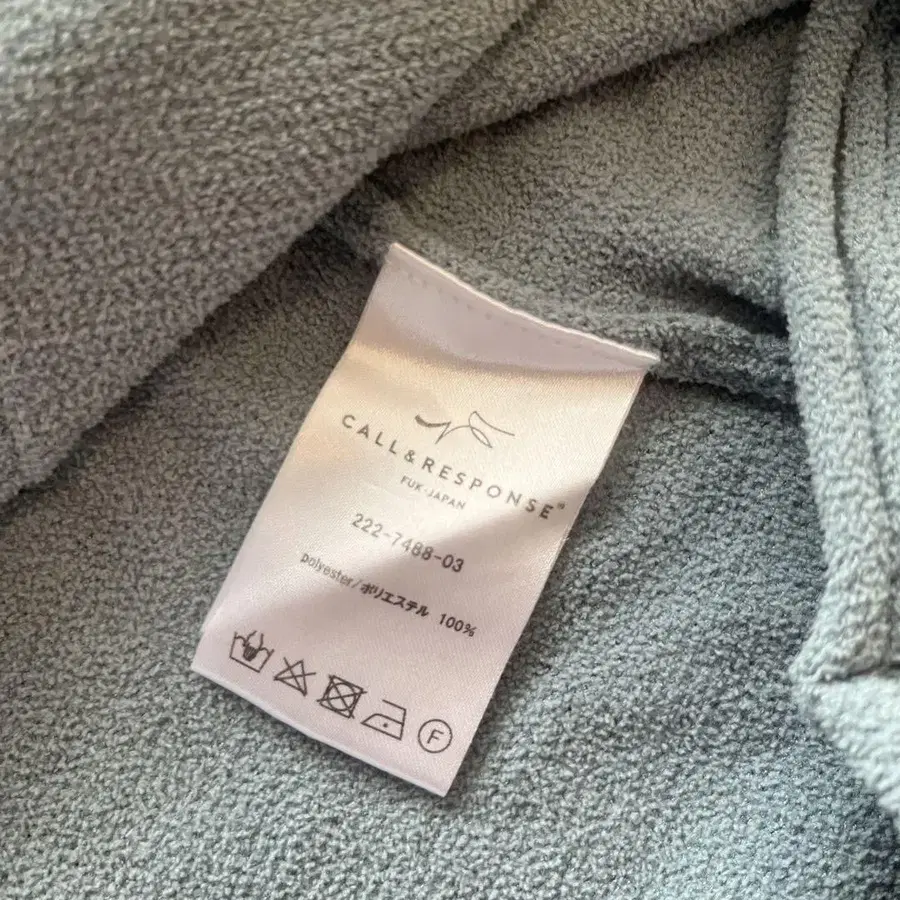 CALL&RESPONSE®
FUK-JAPAN
222-7488-03
polyester/ポリエステル 100%
F